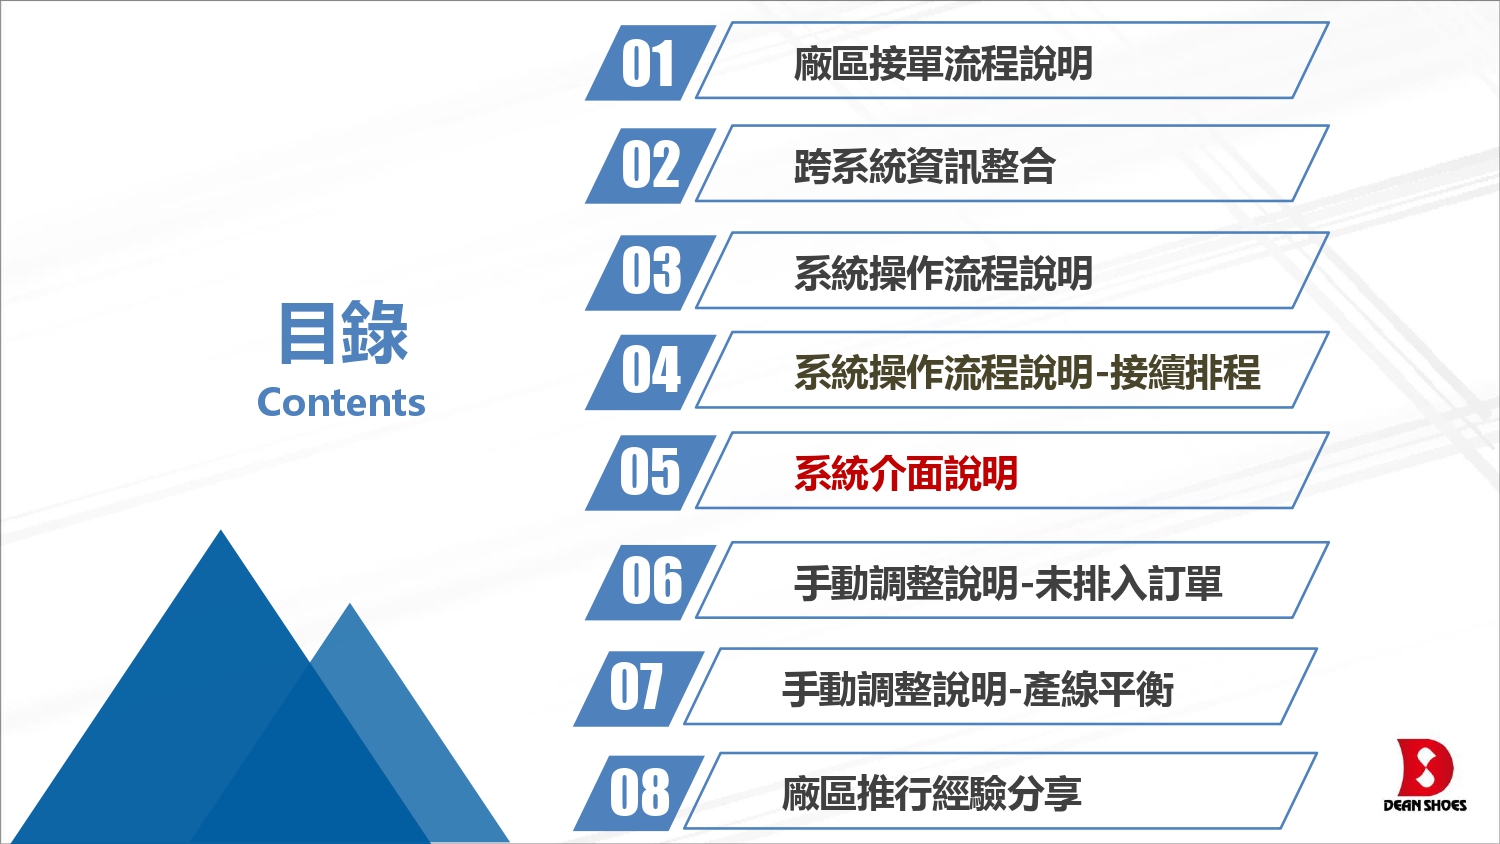 目錄
Contents
01
廠區接單流程說明
02
跨系統資訊整合
03
系統操作流程說明
04
系統操作流程說明-接續排程
05
系統介面說明
06
手動調整說明-未排入訂單
07
手動調整說明-產線平衡
08
廠區推行經驗分享
DEAN SHOES